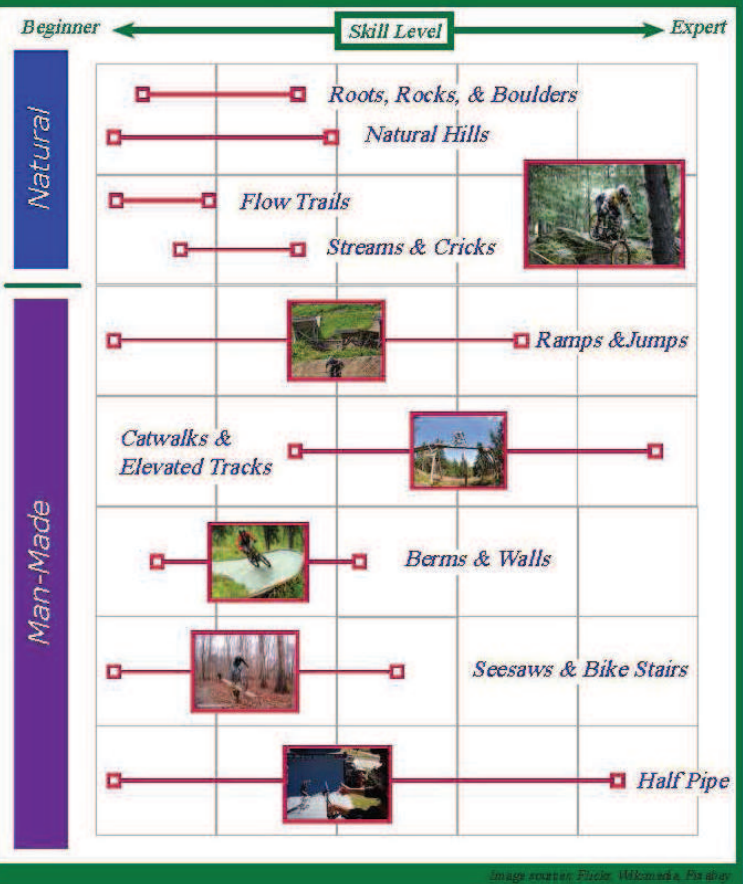 Beginner
Skill Level
Expert
Natural
Roots, Rocks, & Boulders
Natural Hills
Flow Trails
Streams & Cricks
Man-Made
Ramps &Jumps
Catwalks &
Elevated Tracks
Berms & Walls
Seesaws & Bike Stairs
Half Pipe
Image sources: Flickr, Wikimedia, Pixabay